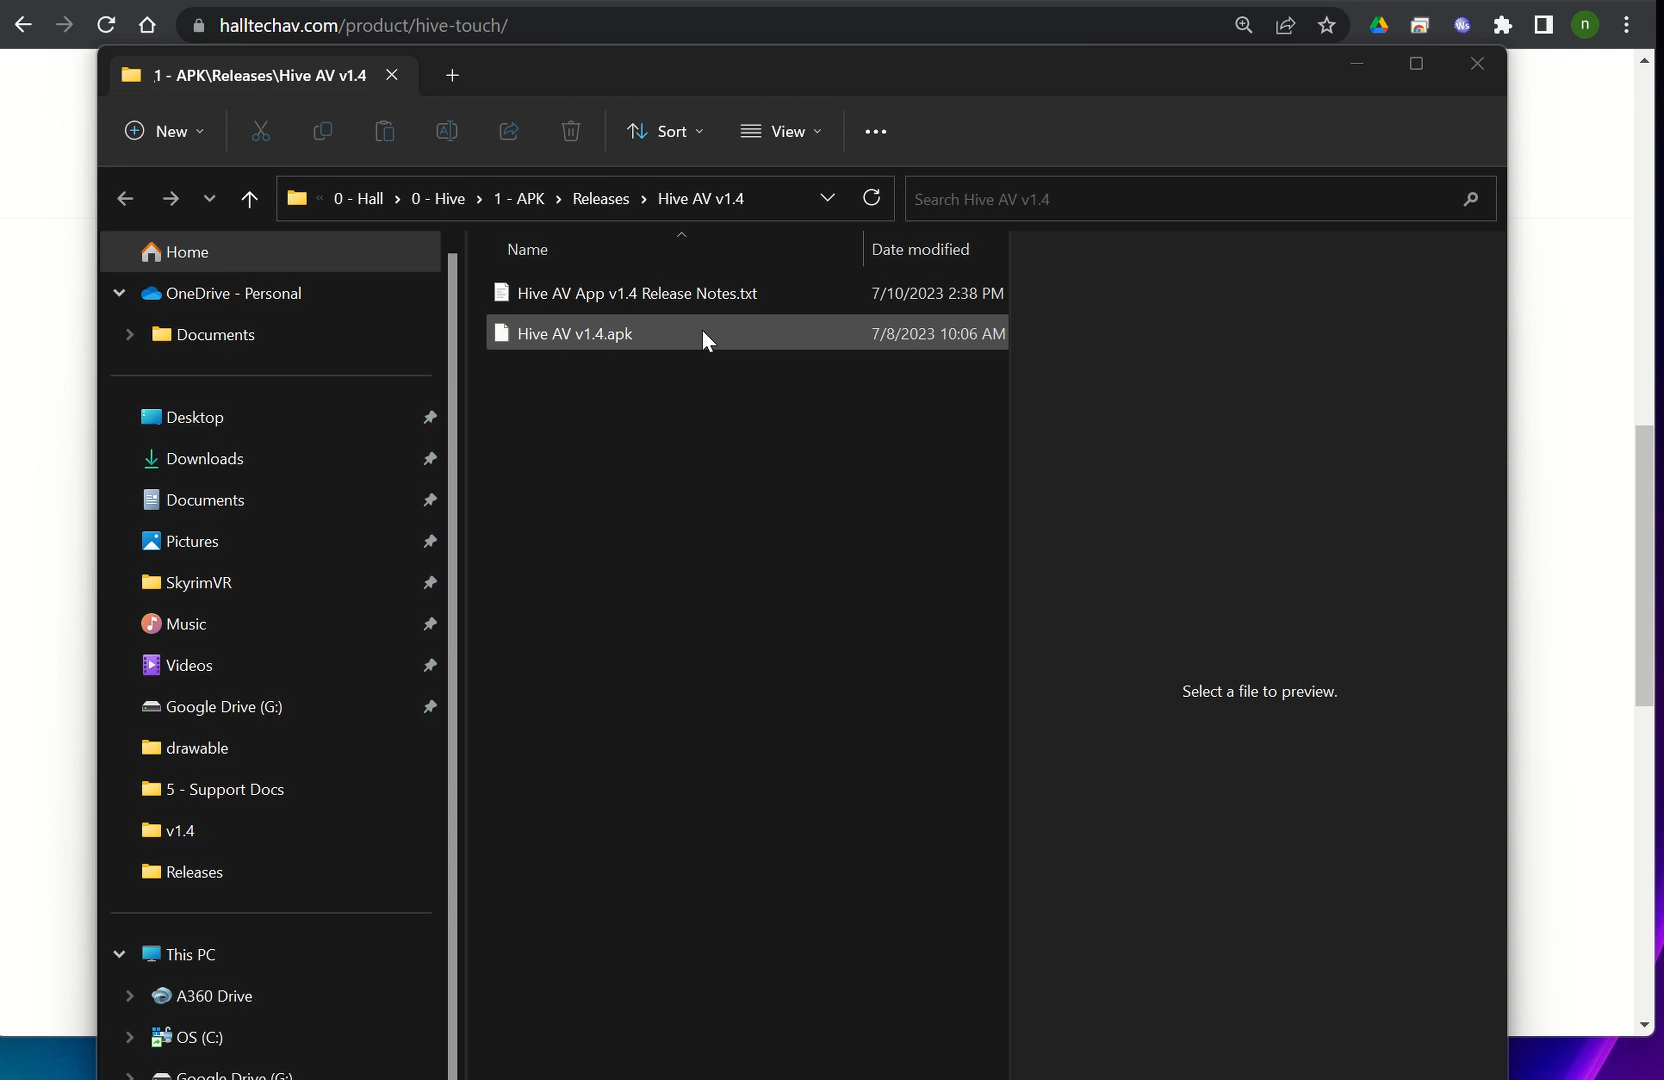 halltechav.com/product/hive-touch/
n
1 - APK\Releases\Hive AV v1.4
New
Sort
View
0 - Hall > 0 - Hive > 1 - APK > Releases > Hive AV v1.4
Search Hive AV v1.4
Home
OneDrive - Personal
Documents
Desktop
Downloads
Documents
Pictures
SkyrimVR
Music
Videos
Google Drive (G:)
drawable
5 - Support Docs
v1.4
Releases
This PC
A360 Drive
OS (C:)
Google Drive (G:)
Name Date modified
Hive AV App v1.4 Release Notes.txt 7/10/2023 2:38 PM
Hive AV v1.4.apk 7/8/2023 10:06 AM
Select a file to preview.